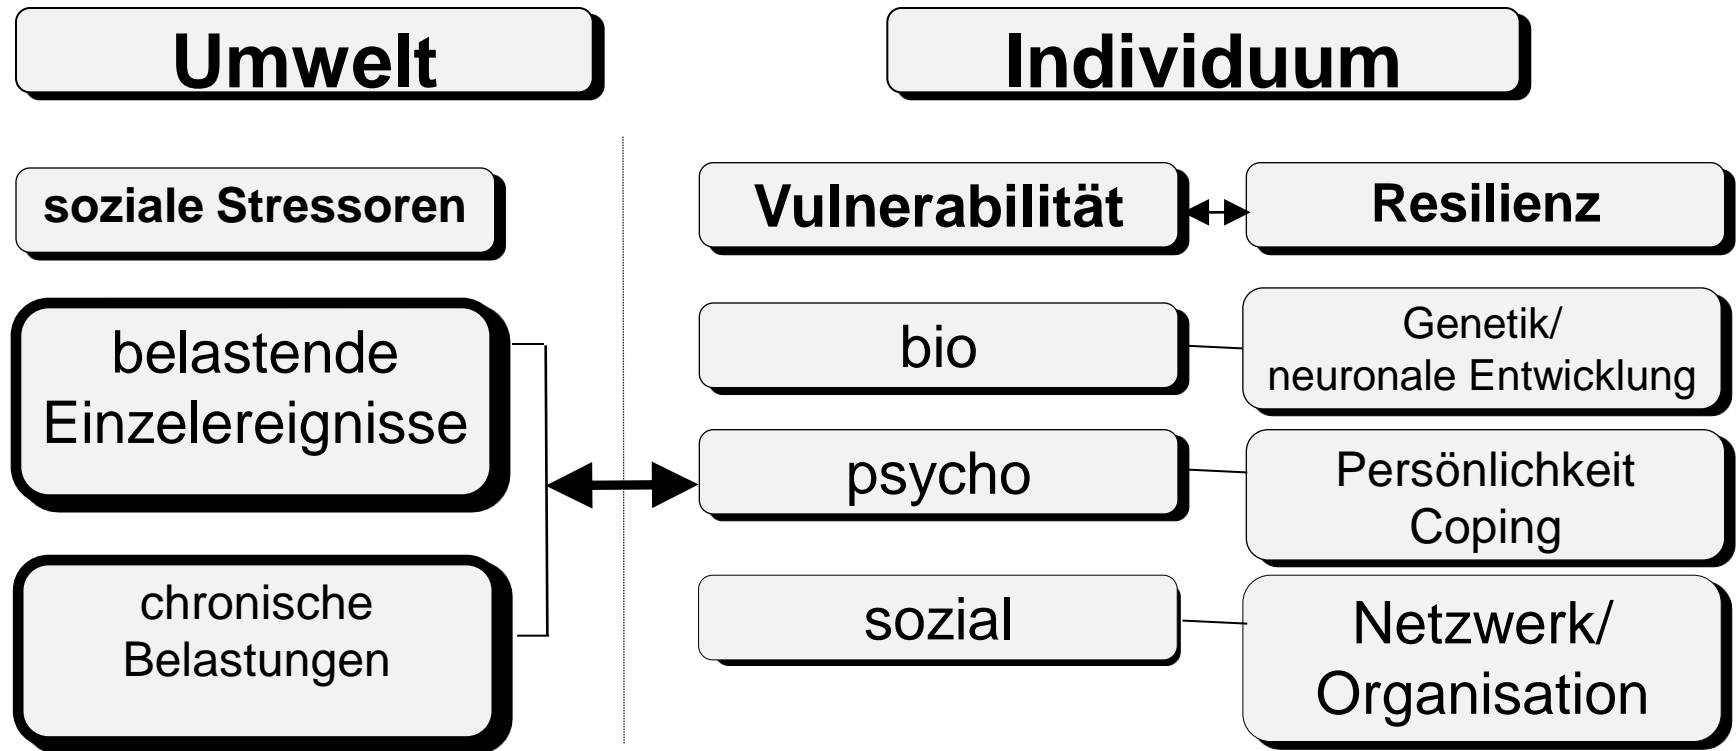 Umwelt
Individuum
soziale Stressoren
Vulnerabilität
Resilienz
belastende
Einzelereignisse
chronische
Belastungen
bio
Genetik/
neuronale Entwicklung
psycho
Persönlichkeit
Coping
sozial
Netzwerk/
Organisation